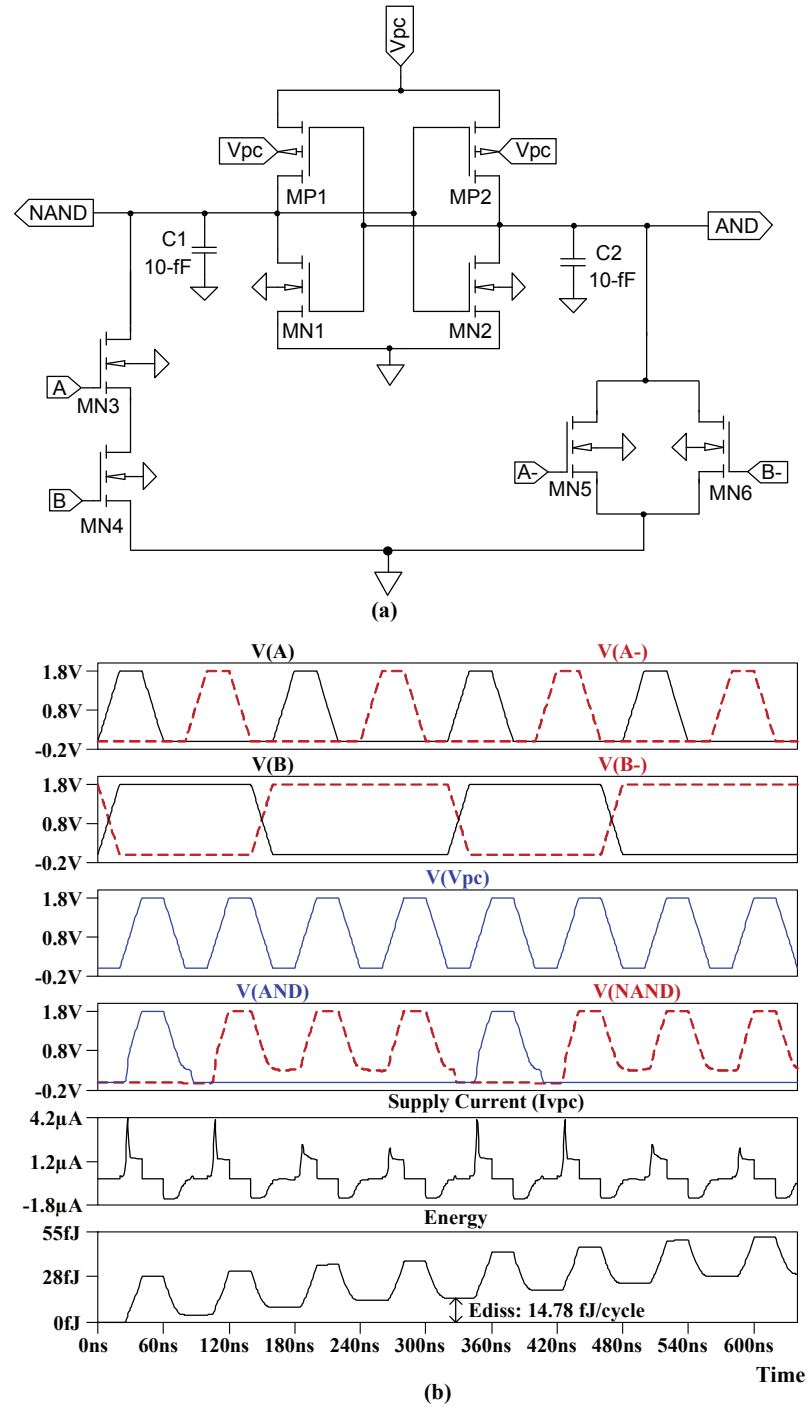 Vpc
Vpc
Vpc
MP1
MP2
NAND
AND
C1
10-fF
C2
10-fF
MN1
MN2
A
MN3
B
MN4
A-
MN5
B-
MN6
(a)
V(A)
V(A-)
1.8V
0.8V
-0.2V
V(B)
V(B-)
1.8V
0.8V
-0.2V
V(Vpc)
1.8V
0.8V
-0.2V
V(AND)
V(NAND)
1.8V
0.8V
-0.2V
Supply Current (Ivpc)
4.2µA
1.2µA
-1.8µA
Energy
55fJ
28fJ
0fJ
Ediss: 14.78 fJ/cycle
0ns 60ns 120ns 180ns 240ns 300ns 360ns 420ns 480ns 540ns 600ns
Time
(b)